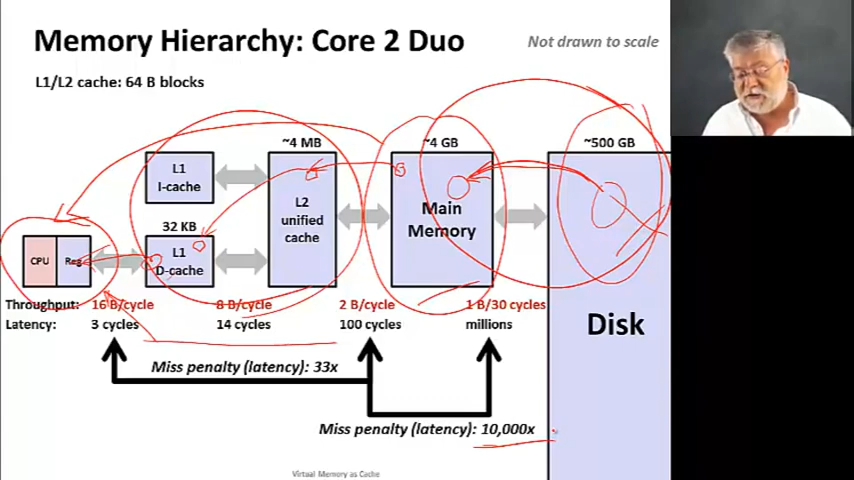 Memory Hierarchy: Core 2 Duo
Not drawn to scale
L1/L2 cache: 64 B blocks
~4 MB
~4 GB
~500 GB
L1
I-cache
L2
unified
cache
Main
Memory
32 KB
CPU
Reg
L1
D-cache
Throughput: 16 B/cycle 8 B/cycle 2 B/cycle 1 B/30 cycles
Latency: 3 cycles 14 cycles 100 cycles millions
Disk
Miss penalty (latency): 33x
Miss penalty (latency): 10,000x
Virtual Memory as Cache